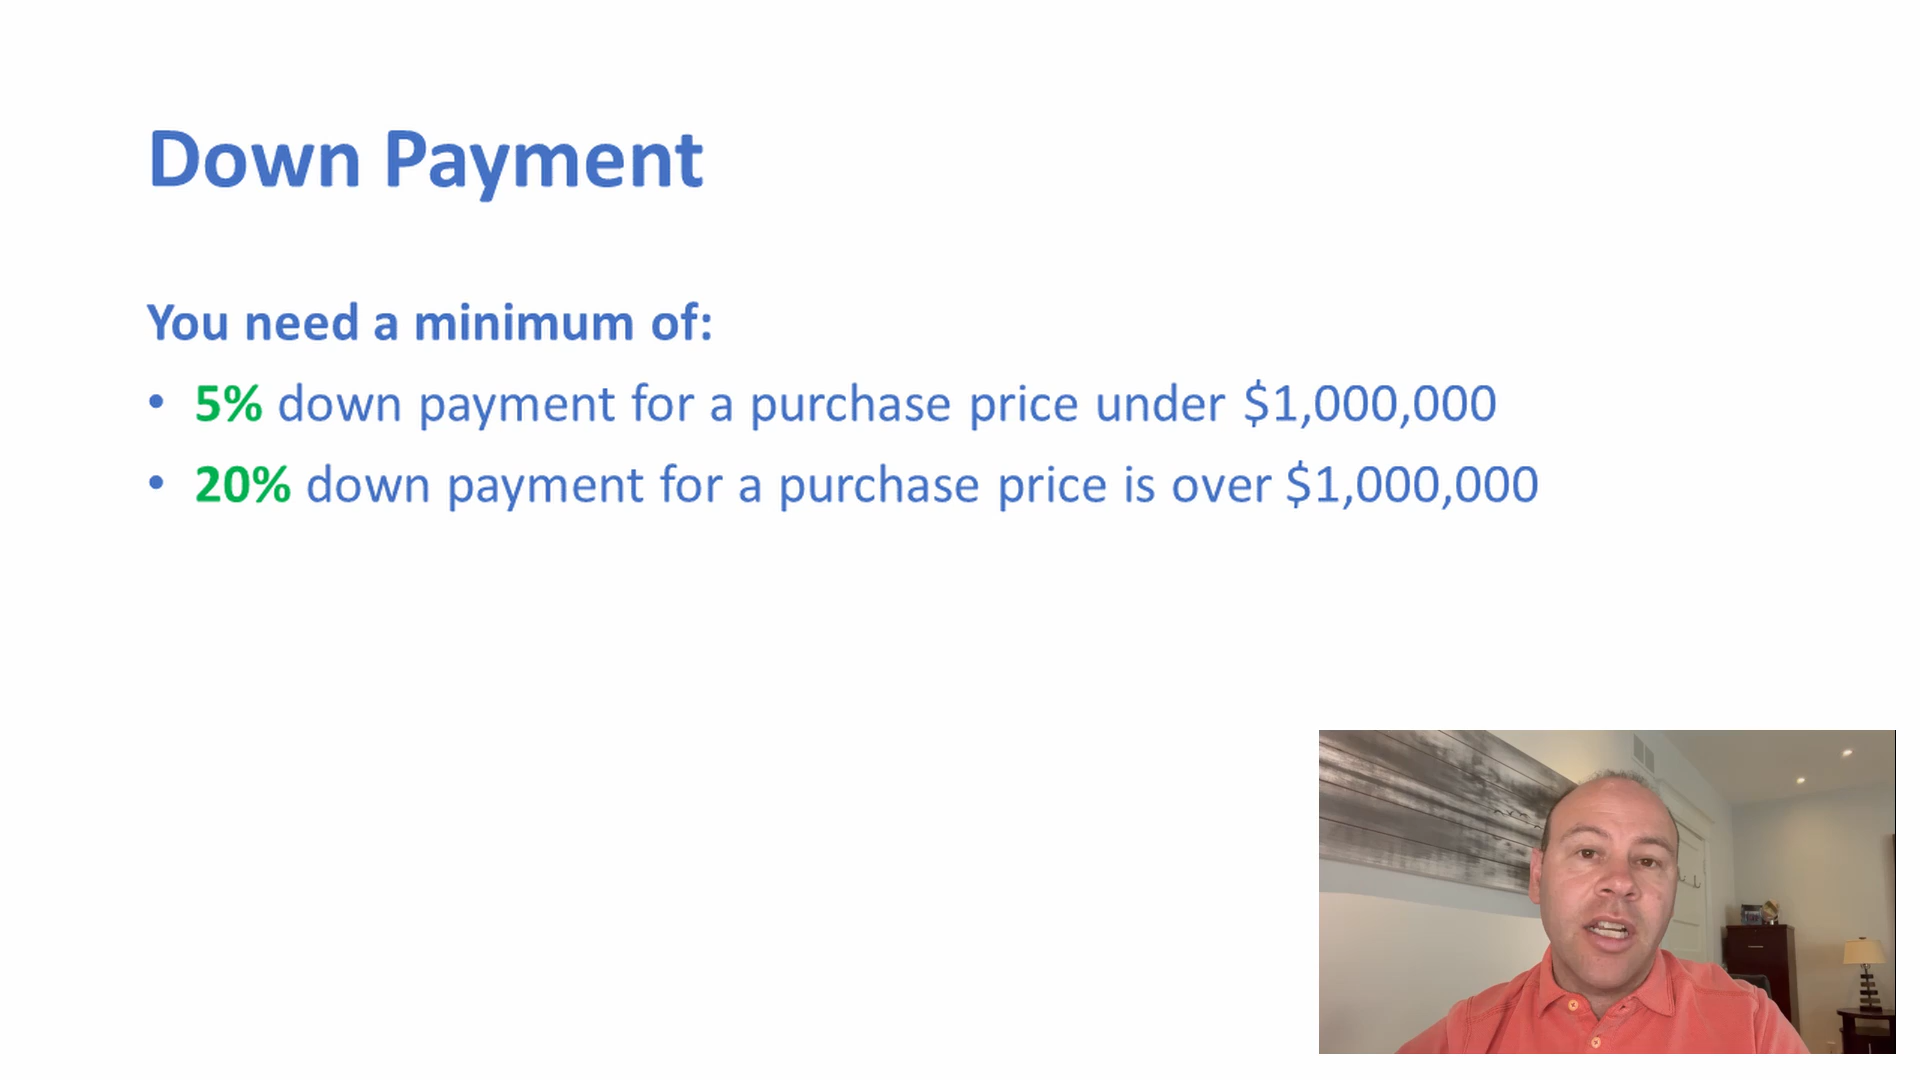 Down Payment
You need a minimum of:
• 5% down payment for a purchase price under $1,000,000
• 20% down payment for a purchase price is over $1,000,000